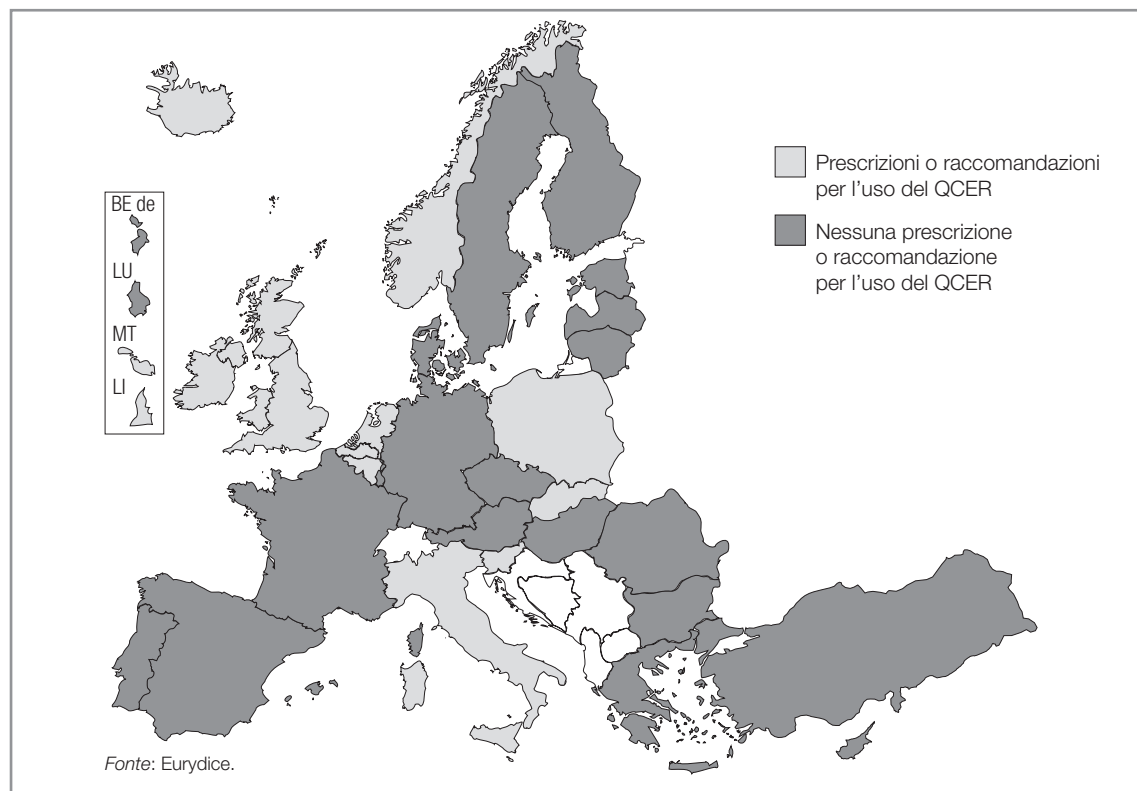 BE de
LU
MT
LI
Prescrizioni o raccomandazioni
per l'uso del QCER
Nessuna prescrizione
o raccomandazione
per l'uso del QCER
Fonte: Eurydice.